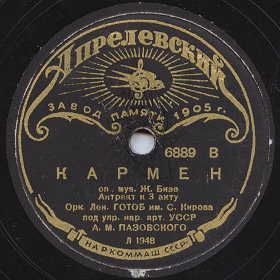 Апрелевский
ЗАВОД ПАМЯТИ 1905 г.
6889 В
КАРМЕН
оп. муз. Ж. Бизе
Антракт к 3 акту
Орк. Лен. ГОТОБ им. С. Кирова
под упр. нар. арт. УССР
А. М. ПАЗОВСКОГО
Л 1948
НАРКОММАШ СССР